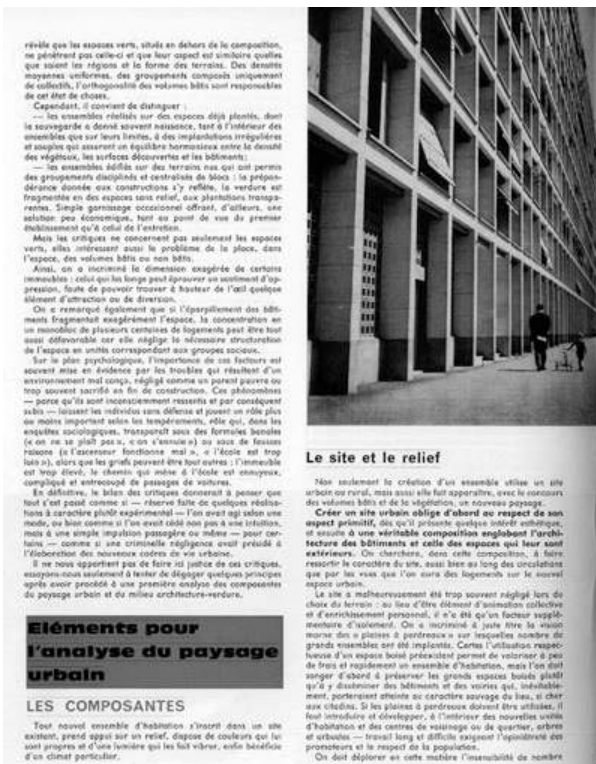 révèle que les espaces verts, situés en dehors de la composition,
ne pénètrent pas celle-ci et que leur aspect est similaire quelles
que soient les régions et la forme des terrains. Des densités
moyennes uniformes, des groupements composés uniquement
de collectifs, l'orthogonalité des volumes bâtis sont responsables
de cet état de choses.
Cependant, il convient de distinguer :
— les ensembles réalisés sur des espaces déjà plantés, dont
la sauvegarde a donné souvent naissance, tant à l'intérieur des
ensembles que sur leurs limites, à des implantations irrégulières
et souples qui assurent un équilibre harmonieux entre la densité
des végétaux, les surfaces découvertes et les bâtiments;
— les ensembles édifiés sur des terrains nus qui ont permis
des groupements disciplinés et centralisés de blocs : la prépon-
dérance donnée aux constructions s'y reflète, la verdure est
fragmentée en des espaces sans relief, aux plantations transpa-
rentes. Simple garnissage occasionnel offrant, d'ailleurs, une
solution peu économique, tant au point de vue du premier
établissement qu'à celui de l'entretien.
Mais les critiques ne concernent pas seulement les espaces
verts, elles intéressent aussi le problème de la place, dans
l'espace, des volumes bâtis ou non bâtis.
Ainsi, on a incriminé la dimension exagérée de certains
immeubles : celui qui les longe peut éprouver un sentiment d'op-
pression, faute de pouvoir trouver à hauteur de l'œil quelque
élément d'attraction ou de diversion.
On a remarqué également que si l'éparpillement des bâti-
ments fragmentait exagérément l'espace, la concentration en
un monobloc de plusieurs centaines de logements peut être tout
aussi défavorable car elle néglige la nécessaire structuration
de l'espace en unités correspondant aux groupes sociaux.
Sur le plan psychologique, l'importance de ces facteurs est
souvent mise en évidence par les troubles qui résultent d'un
environnement mal conçu, négligé comme un parent pauvre ou
trop souvent sacrifié en fin de construction. Ces phénomènes
— parce qu'ils sont inconsciemment ressentis et par conséquent
subis — laissent les individus sans défense et jouent un rôle plus
ou moins important selon les tempéraments, rôle qui, dans les
enquêtes sociologiques, transparaît sous des formules banales
(« on ne se plaît pas », « on s'ennuie ») ou sous de fausses
raisons (« l'ascenseur fonctionne mal », « l'école est trop
loin »), alors que les griefs peuvent être tout autres : l'immeuble
est trop élevé, le chemin qui mène à l'école est ennuyeux,
compliqué et entrecoupé de passages de voitures.
En définitive, le bilan des critiques donnerait à penser que
tout s'est passé comme si — réserve faite de quelques réalisa-
tions à caractère plutôt expérimental — l'on avait agi selon une
mode, ou bien comme si l'on avait cédé non pas à une intuition,
mais à une simple impulsion passagère ou même — pour cer-
tains — comme si une criminelle négligence avait présidé à
l'élaboration des nouveaux cadres de vie urbaine.
Il ne nous appartient pas de faire ici justice de ces critiques,
essayons-nous seulement à tenter de dégager quelques principes
après avoir procédé à une première analyse des composantes
du paysage urbain et du milieu architecture-verdure.
Eléments pour
l'analyse du paysage
urbain
LES COMPOSANTES
Tout nouvel ensemble d'habitation s'inscrit dans un site
existant, prend appui sur un relief, dispose de couleurs qui lui
sont propres et d'une lumière qui les fait vibrer, enfin bénéficie
d'un climat particulier.
Le site et le relief
Non seulement la création d'un ensemble utilise un site
urbain ou rural, mais aussi elle fait apparaître, avec le concours
des volumes bâtis et de la végétation, un nouveau paysage.
Créer un site urbain oblige d'abord au respect de son
aspect primitif, dès qu'il présente quelque intérêt esthétique,
et ensuite à une véritable composition englobant l'archi-
tecture des bâtiments et celle des espaces qui leur sont
extérieurs. On cherchera, dans cette composition, à faire
ressortir le caractère du site, aussi bien au long des circulations
que par les vues que l'on aura des logements sur le nouvel
espace urbain.
Le site a malheureusement été trop souvent négligé lors du
choix du terrain : au lieu d'être élément d'animation collective
et d'enrichissement personnel, il n'a été qu'un facteur supplé-
mentaire d'isolement. On a incriminé à juste titre la vision
morne des « plaines à perdreaux » sur lesquelles nombre de
grands ensembles ont été implantés. Certes l'utilisation respec-
tueuse d'un espace boisé préexistant permet de valoriser à peu
de frais et rapidement un ensemble d'habitation, mais l'on doit
songer d'abord à préserver les grands espaces boisés plutôt
qu'à y disséminer des bâtiments et des voiries qui, inévitable-
ment, porteraient atteinte au caractère sauvage du lieu, si cher
aux citadins. Si les plaines à perdreaux doivent être utilisées, il
faut introduire et développer, à l'intérieur des nouvelles unités
d'habitation et des centres de voisinage ou de quartier, arbres
et arbustes — travail long et difficile exigeant l'opiniâtreté des
promoteurs et le respect de la population.
On doit déplorer en cette matière l'insensibilité de nombre